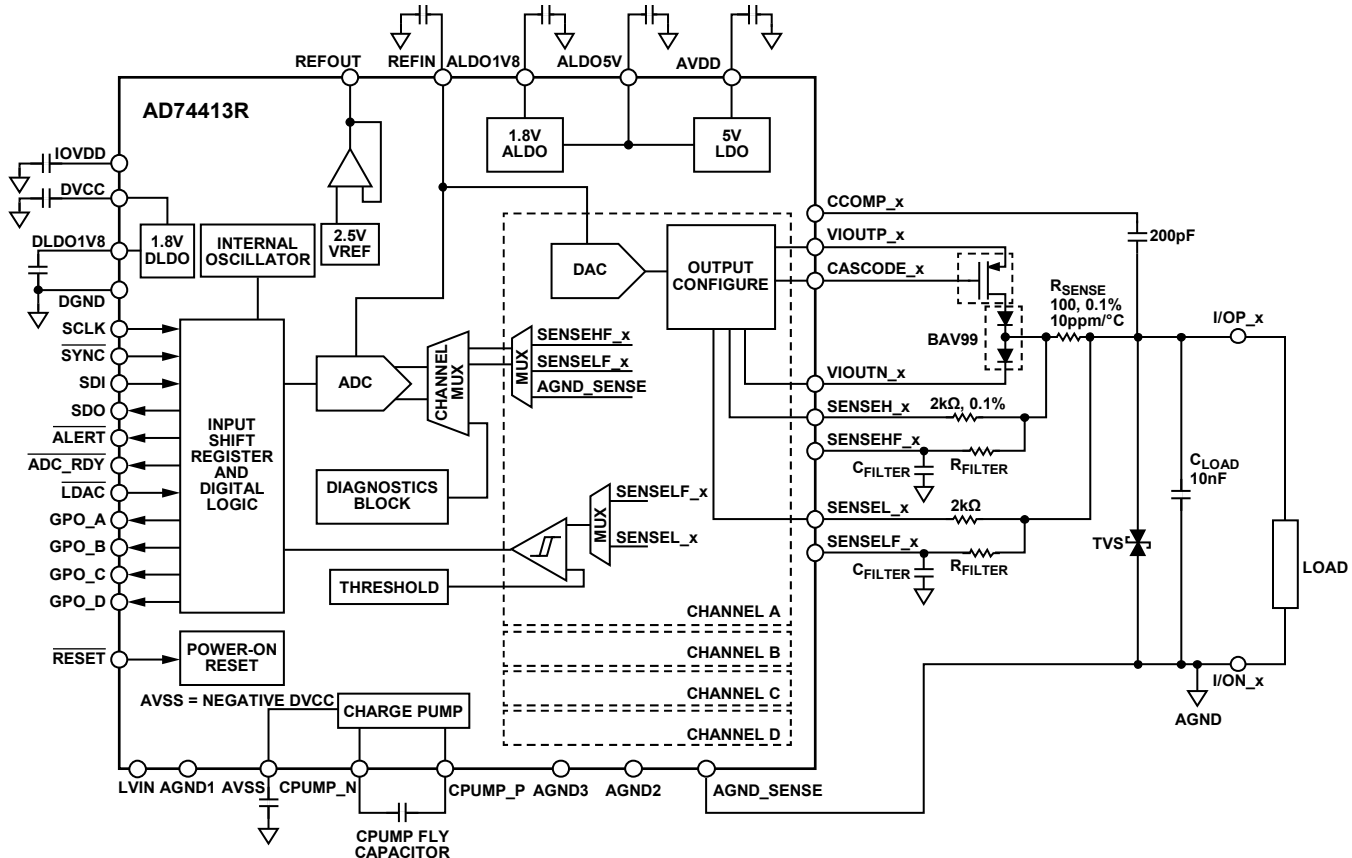 REFOUT
REFIN
ALDO1V8
ALDO5V
AVDD
AD74413R
IOVDD
DVCC
DLDO1V8
DGND
SCLK
SYNC
SDI
SDO
ALERT
ADC_RDY
LDAC
GPO_A
GPO_B
GPO_C
GPO_D
RESET
1.8V
DLDO
INTERNAL
OSCILLATOR
2.5V
VREF
1.8V
ALDO
5V
LDO
INPUT
SHIFT
REGISTER
AND
DIGITAL
LOGIC
ADC
CHANNEL
MUX
MUX
SENSEHF_x
SENSELF_x
AGND_SENSE
DAC
OUTPUT
CONFIGURE
DIAGNOSTICS
BLOCK
THRESHOLD
MUX
SENSELF_x
SENSEL_x
CHANNEL A
CHANNEL B
CHANNEL C
CHANNEL D
POWER-ON
RESET
AVSS = NEGATIVE DVCC
CHARGE PUMP
LVIN
AGND1
AVSS
CPUMP_N
CPUMP_P
AGND3
AGND2
AGND_SENSE
CPUMP FLY
CAPACITOR
CCOMP_x
VIOUTP_x
CASCODE_x
VIOUTN_x
SENSEH_x
SENSEHF_x
SENSEL_x
SENSELF_x
200pF
BAV99
RSENSE
100, 0.1%
10ppm/°C
2kΩ, 0.1%
CFILTER
RFILTER
2kΩ
CFILTER
RFILTER
I/OP_x
CLOAD
10nF
TVS
LOAD
I/ON_x
AGND